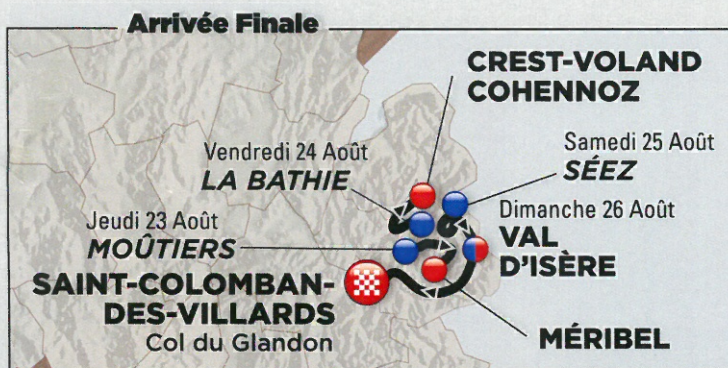 Arrivée Finale
CREST-VOLAND
COHENNOZ
Vendredi 24 Août
LA BATHIE
Samedi 25 Août
SÉEZ
Jeudi 23 Août
MOÛTIERS
Dimanche 26 Août
VAL
D'ISÈRE
SAINT-COLOMBAN-
DES-VILLARDS
Col du Glandon
MÉRIBEL